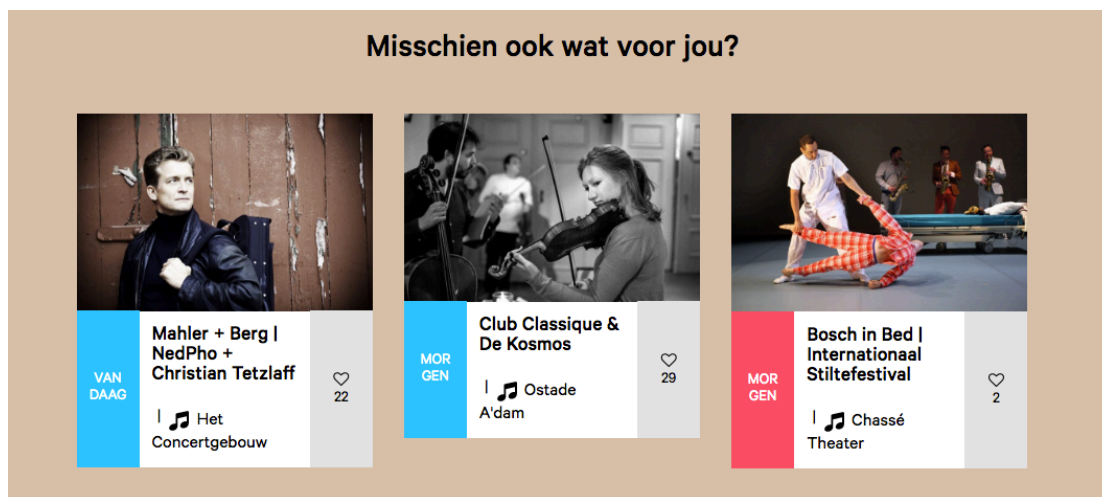 Misschien ook wat voor jou?
VAN
DAAG
Mahler + Berg |
NedPho +
Christian Tetzlaff
| 🎵 Het
Concertgebouw
22
MOR
GEN
Club Classique &
De Kosmos
| 🎵 Ostade
A'dam
29
MOR
GEN
Bosch in Bed |
Internationaal
Stiltefestival
| 🎵 Chassé
Theater
2